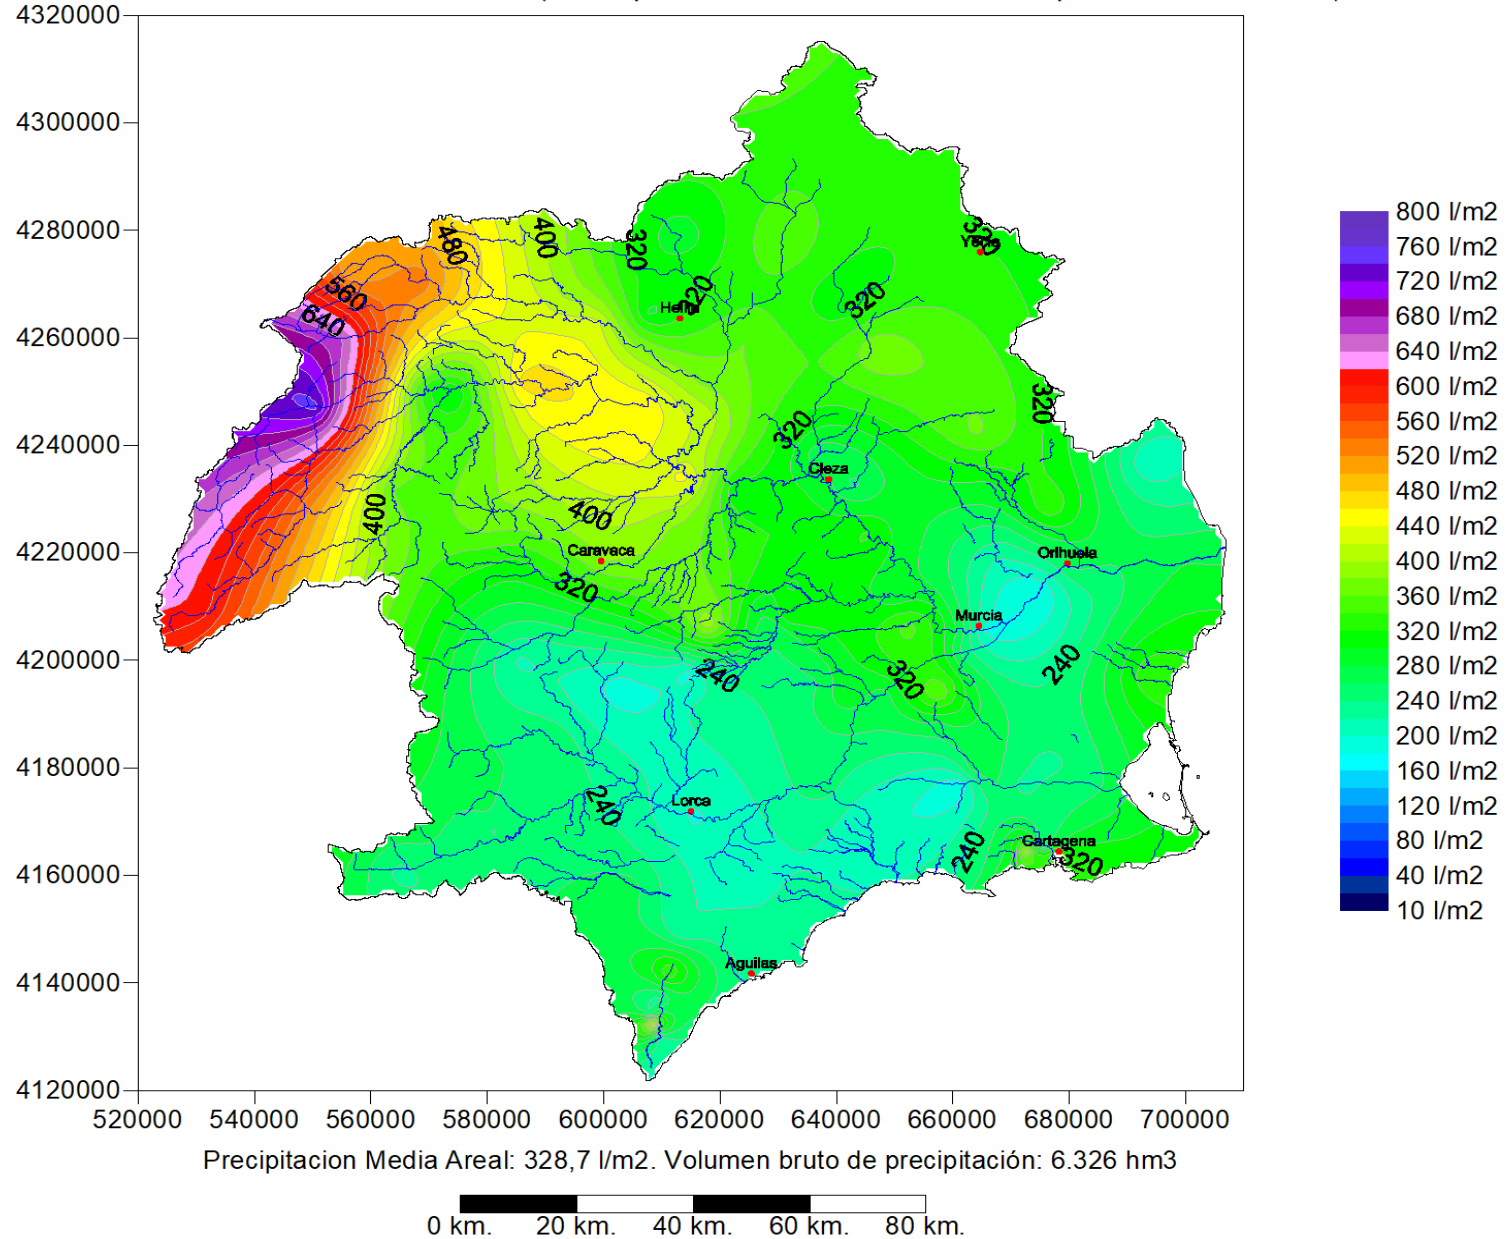 4320000
4300000
4280000
4260000
4240000
4220000
4200000
4180000
4160000
4140000
4120000
520000 540000 560000 580000 600000 620000 640000 660000 680000 700000
480
400
320
320
560
640
320
320
Hellin
320
320
Cieza
400
400
Caravaca
320
Orihuela
Murcia
240
320
240
240
Lorca
240
Cartagena
320
Aguilas
800 l/m2
760 l/m2
720 l/m2
680 l/m2
640 l/m2
600 l/m2
560 l/m2
520 l/m2
480 l/m2
440 l/m2
400 l/m2
360 l/m2
320 l/m2
280 l/m2
240 l/m2
200 l/m2
160 l/m2
120 l/m2
80 l/m2
40 l/m2
10 l/m2
Precipitacion Media Areal: 328,7 l/m2. Volumen bruto de precipitación: 6.326 hm3
0 km. 20 km. 40 km. 60 km. 80 km.